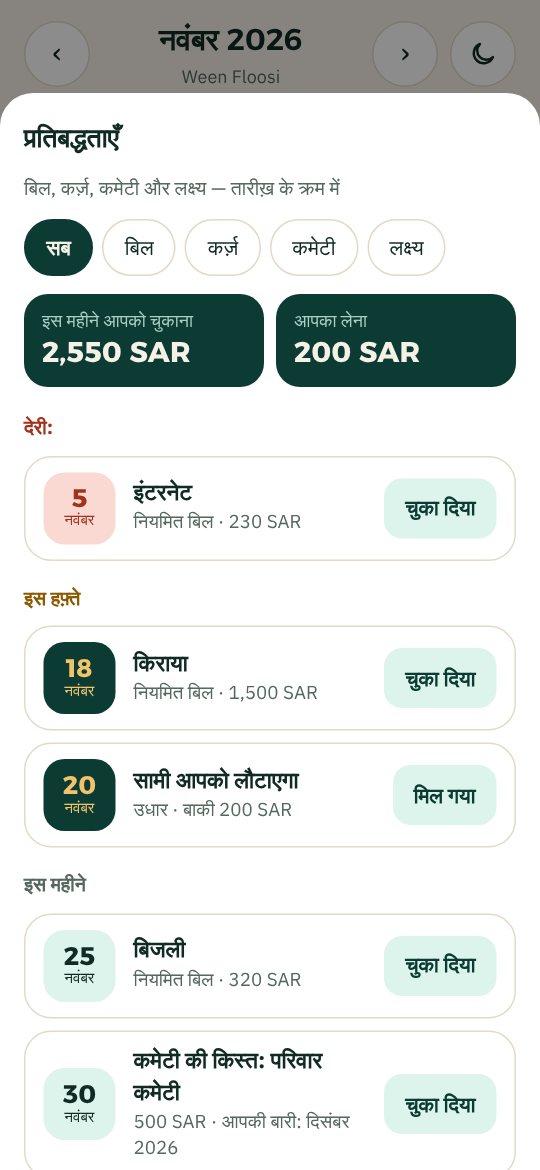 नवंबर 2026
Ween Floosi
प्रतिबद्धताएँ
बिल, कर्ज़, कमेटी और लक्ष्य — तारीख़ के क्रम में
सब
बिल
कर्ज़
कमेटी
लक्ष्य
इस महीने आपको चुकाना
2,550 SAR
आपका लेना
200 SAR
देरी:
5
नवंबर
इंटरनेट
नियमित बिल · 230 SAR
चुका दिया
इस हफ़्ते
18
नवंबर
किराया
नियमित बिल · 1,500 SAR
चुका दिया
20
नवंबर
सामी आपको लौटाएगा
उधार · बाकी 200 SAR
मिल गया
इस महीने
25
नवंबर
बिजली
नियमित बिल · 320 SAR
चुका दिया
30
नवंबर
कमेटी की किस्त: परिवार
कमेटी
500 SAR · आपकी बारी: दिसंबर
2026
चुका दिया